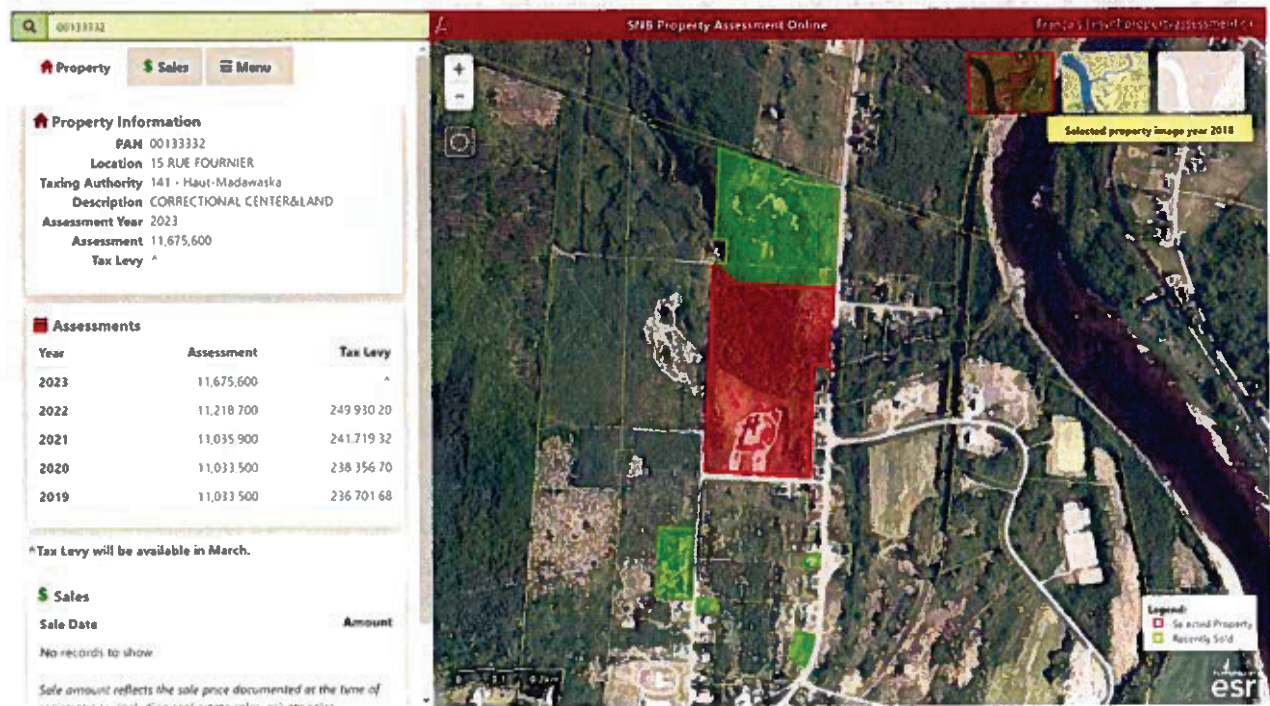 00133332
SNB Property Assessment Online
Property
$ Sales
Menu
Selected property image year 2018
Property Information
PAN 00133332
Location 15 RUE FOURNIER
Taxing Authority 141 - Haut-Madawaska
Description CORRECTIONAL CENTER&LAND
Assessment Year 2023
Assessment 11,675,600
Tax Levy ^
Assessments
Year Assessment Tax Levy
2023 11,675,600 ^
2022 11,218 700 249 930 20
2021 11,035 900 241,719 32
2020 11,033,500 238 356 70
2019 11,033 500 236 701 68
^Tax Levy will be available in March.
$ Sales
Sale Date Amount
No records to show
Sale amount reflects the sale price documented at the time of
Legend:
Selected Property
Recently Sold
POWERED BY
esri